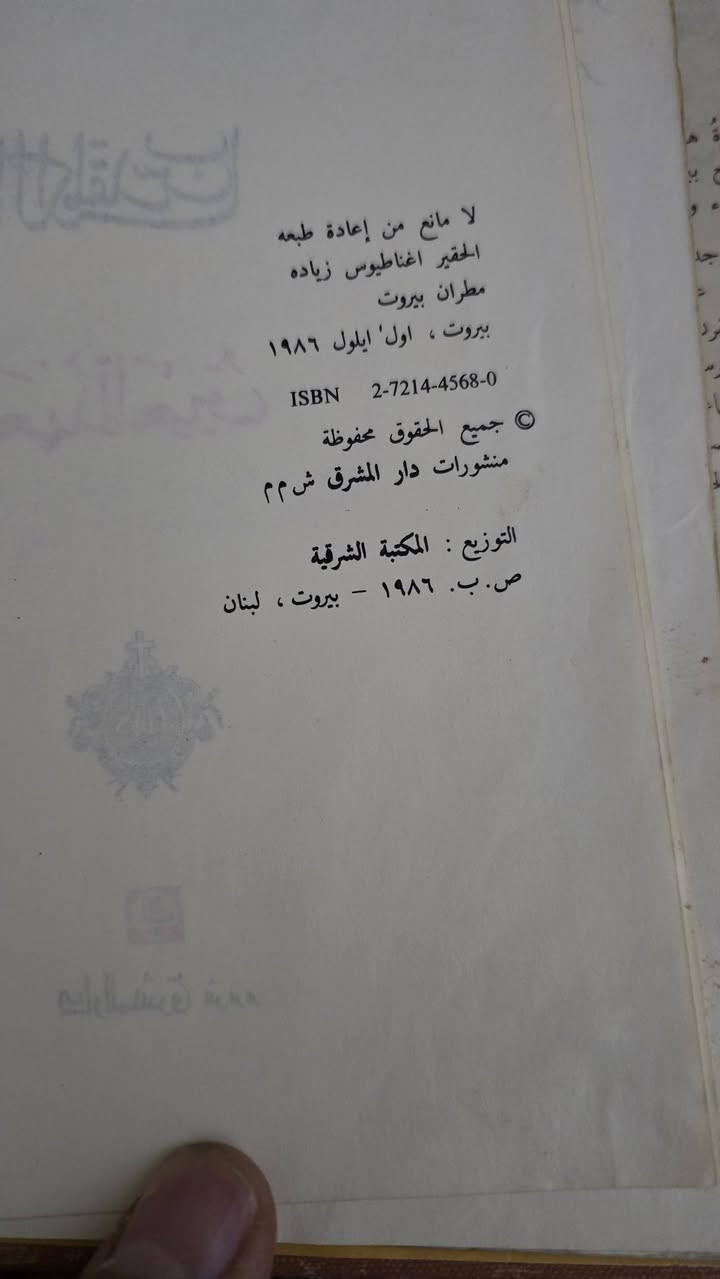 لا مانع من إعادة طبعه
الحقير اغناطيوس زياده
مطران بيروت
بيروت ، اول' ايلول ١٩٨٦
ISBN 2-7214-4568-0
© جميع الحقوق محفوظة
منشورات دار المشرق ش م م
التوزيع : المكتبة الشرقية
ص. ب. ١٩٨٦ – بيروت ، لبنان